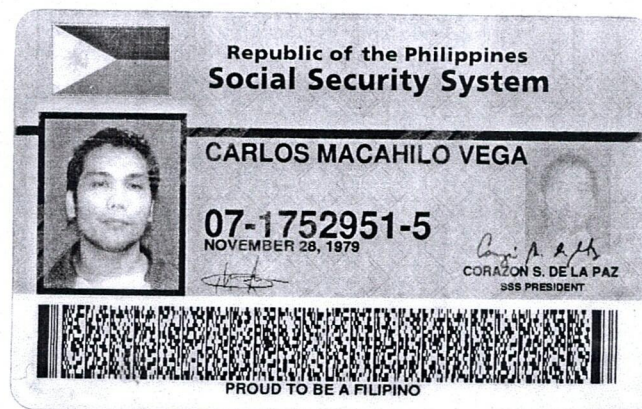 Republic of the Philippines
Social Security System
CARLOS MACAHILO VEGA
07-1752951-5
NOVEMBER 28, 1979
CORAZON S. DE LA PAZ
SSS PRESIDENT
PROUD TO BE A FILIPINO